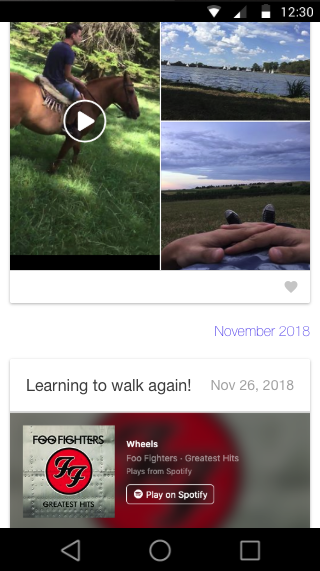 12:30
November 2018
Learning to walk again!
Nov 26, 2018
FOO FIGHTERS
FF
GREATEST HITS
Wheels
Foo Fighters - Greatest Hits
Plays from Spotify
Play on Spotify